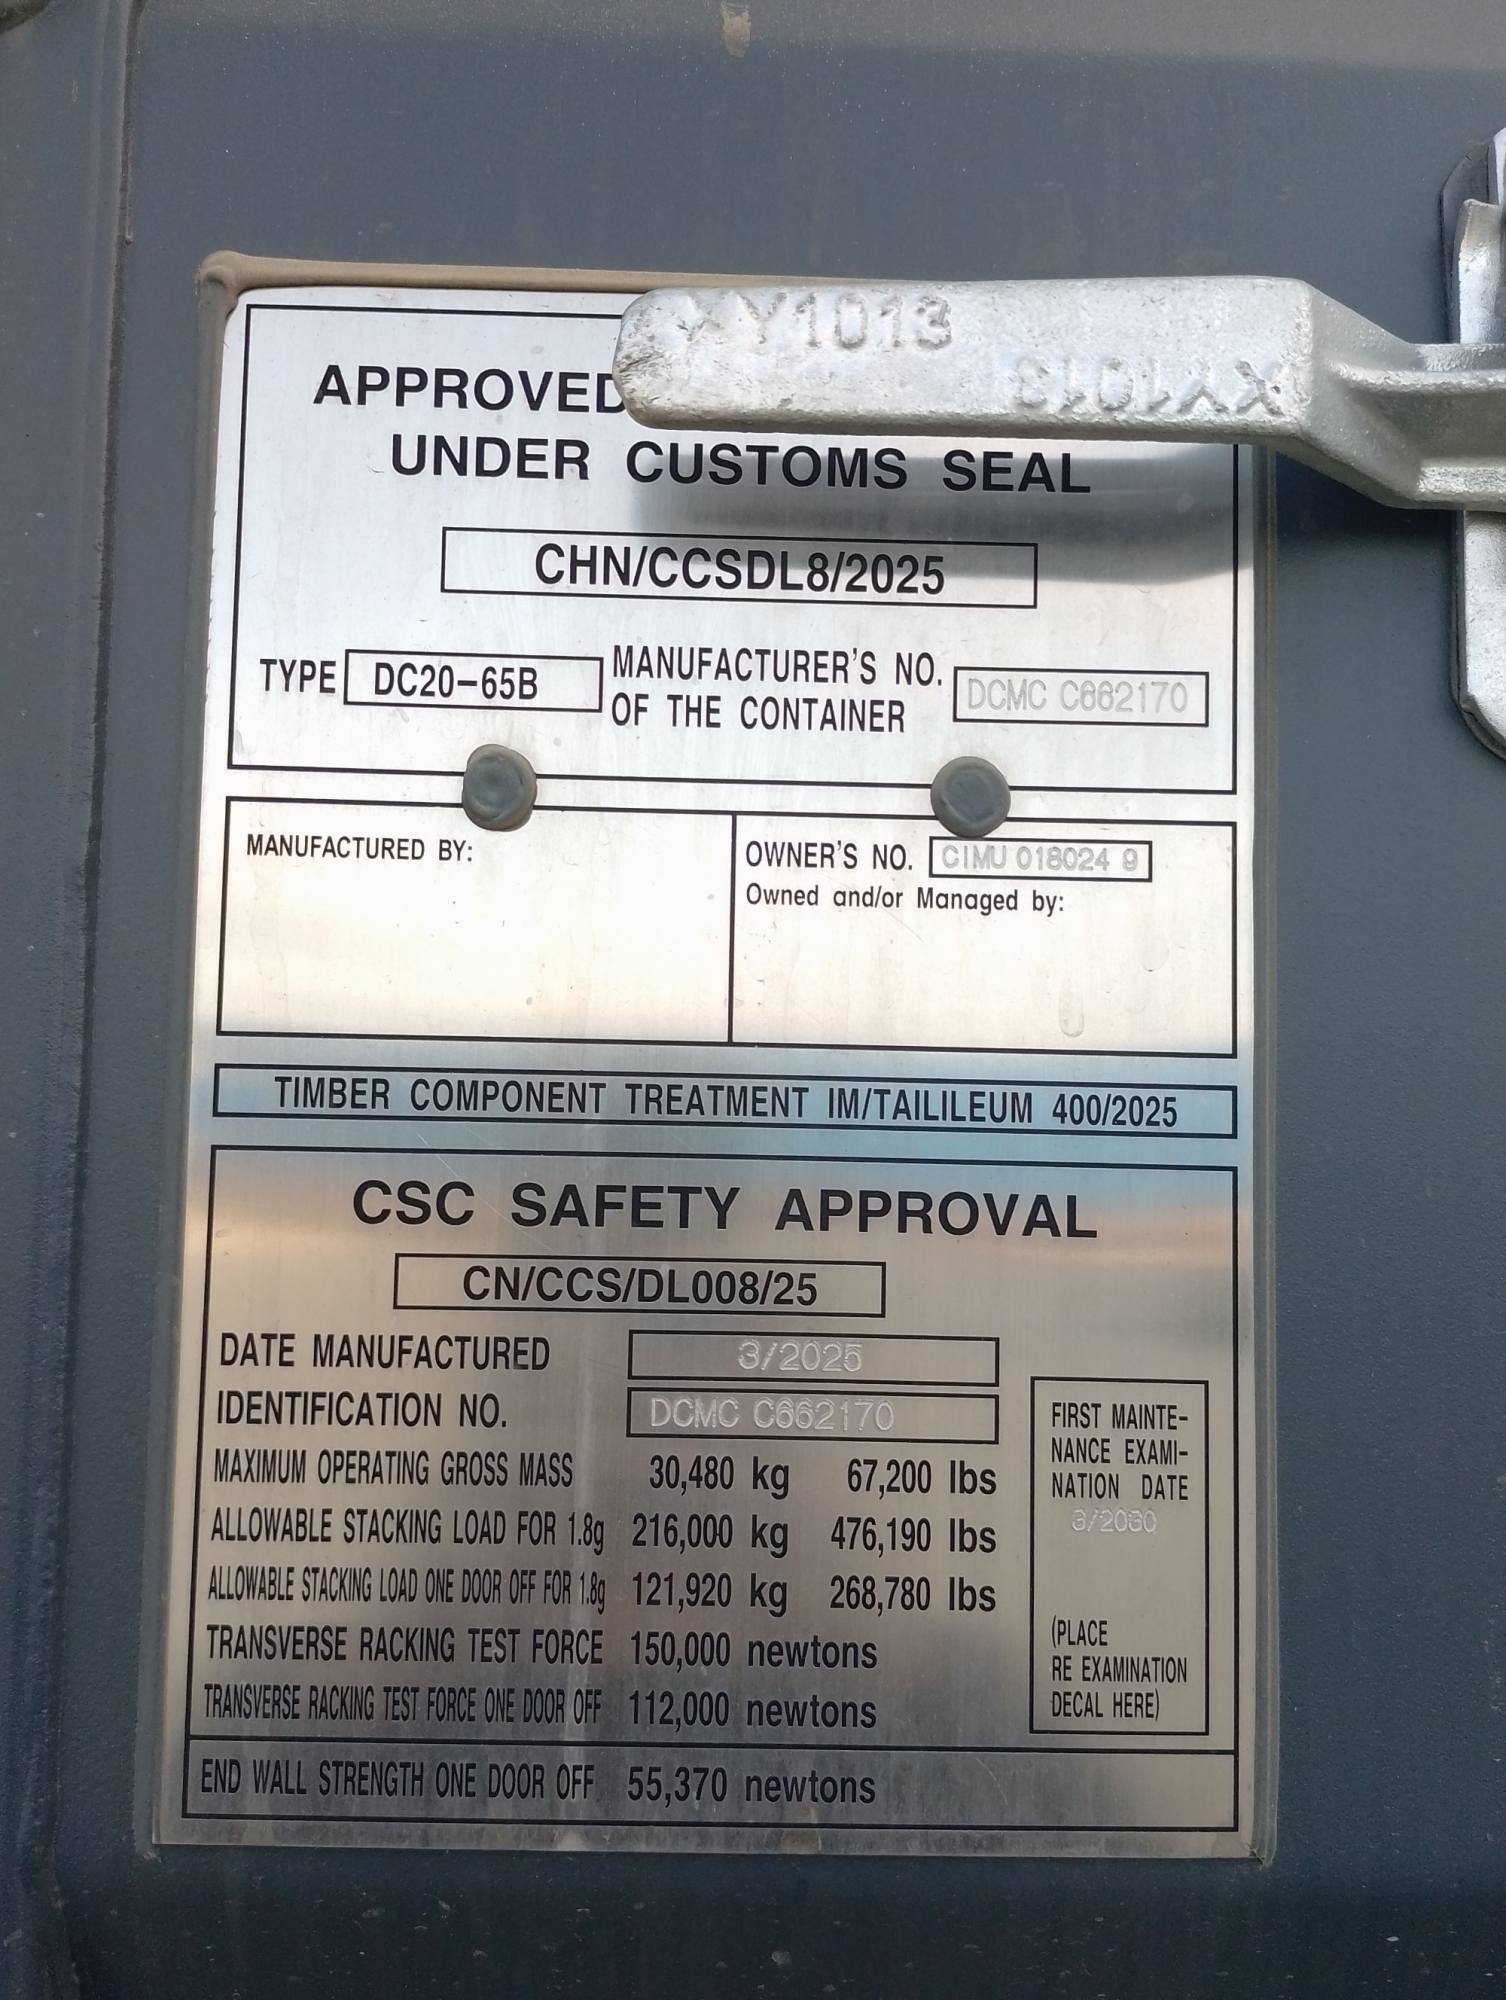 XY1013
XY1013
APPROVED
UNDER CUSTOMS SEAL
CHN/CCSDL8/2025
TYPE DC20-65B MANUFACTURER'S NO. OF THE CONTAINER DCMC C662170
MANUFACTURED BY:
OWNER'S NO. CIMU 018024 9
Owned and/or Managed by:
TIMBER COMPONENT TREATMENT IM/TAILILEUM 400/2025
CSC SAFETY APPROVAL
CN/CCS/DL008/25
DATE MANUFACTURED 3/2025
IDENTIFICATION NO. DCMC C662170
MAXIMUM OPERATING GROSS MASS 30,480 kg 67,200 lbs
ALLOWABLE STACKING LOAD FOR 1.8g 216,000 kg 476,190 lbs
ALLOWABLE STACKING LOAD ONE DOOR OFF FOR 1.8g 121,920 kg 268,780 lbs
TRANSVERSE RACKING TEST FORCE 150,000 newtons
TRANSVERSE RACKING TEST FORCE ONE DOOR OFF 112,000 newtons
END WALL STRENGTH ONE DOOR OFF 55,370 newtons
FIRST MAINTE-
NANCE EXAMI-
NATION DATE
3/2030
(PLACE
RE EXAMINATION
DECAL HERE)